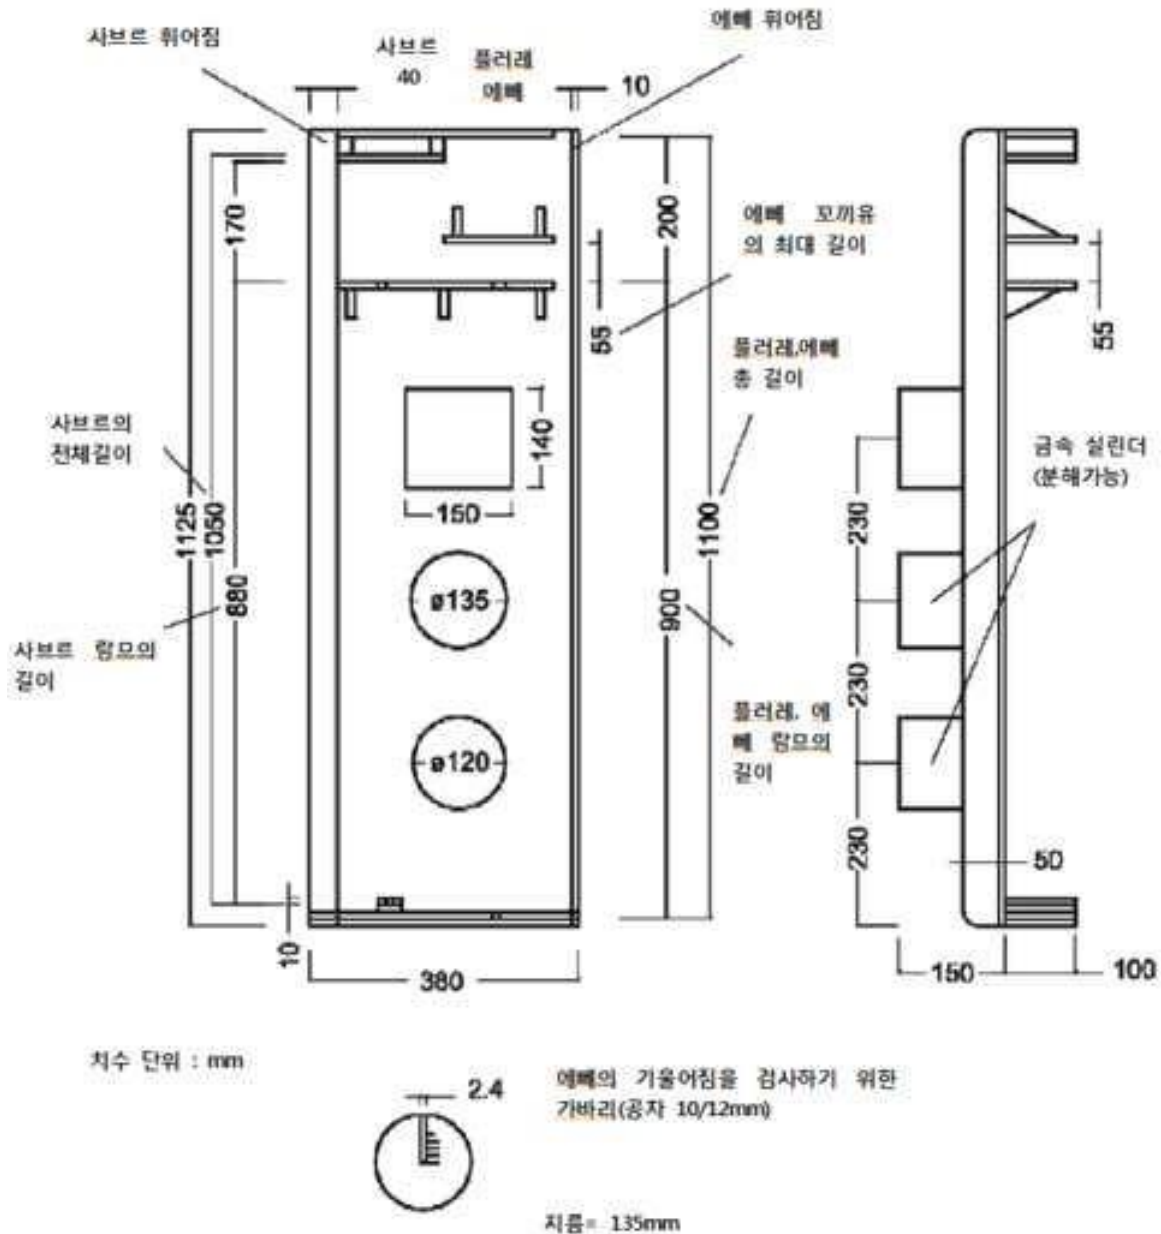 사브르 휘어짐
사브르
40
플러레
에뻬
에뻬 휘어짐
10
170
200
에뻬 꼬끼유
의 최대 길이
55
55
플러레,에뻬
총 길이
사브르의
전체길이
140
150
금속 실린더
(분해가능)
1125
1050
1100
230
880
ø135
900
사브르 람므의
길이
230
플러레, 에
뻬 람므의
길이
ø120
230
50
10
380
150
100
치수 단위 : mm
2.4
에뻬의 기울어짐을 검사하기 위한
가바리(공차 10/12mm)
지름= 135mm